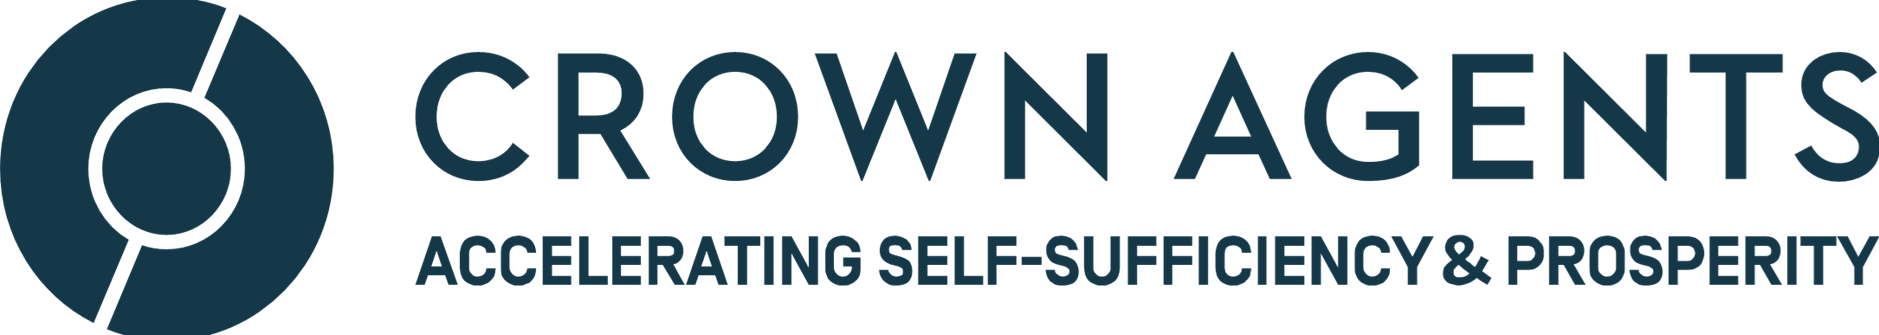 CROWN AGENTS
ACCELERATING SELF-SUFFICIENCY & PROSPERITY